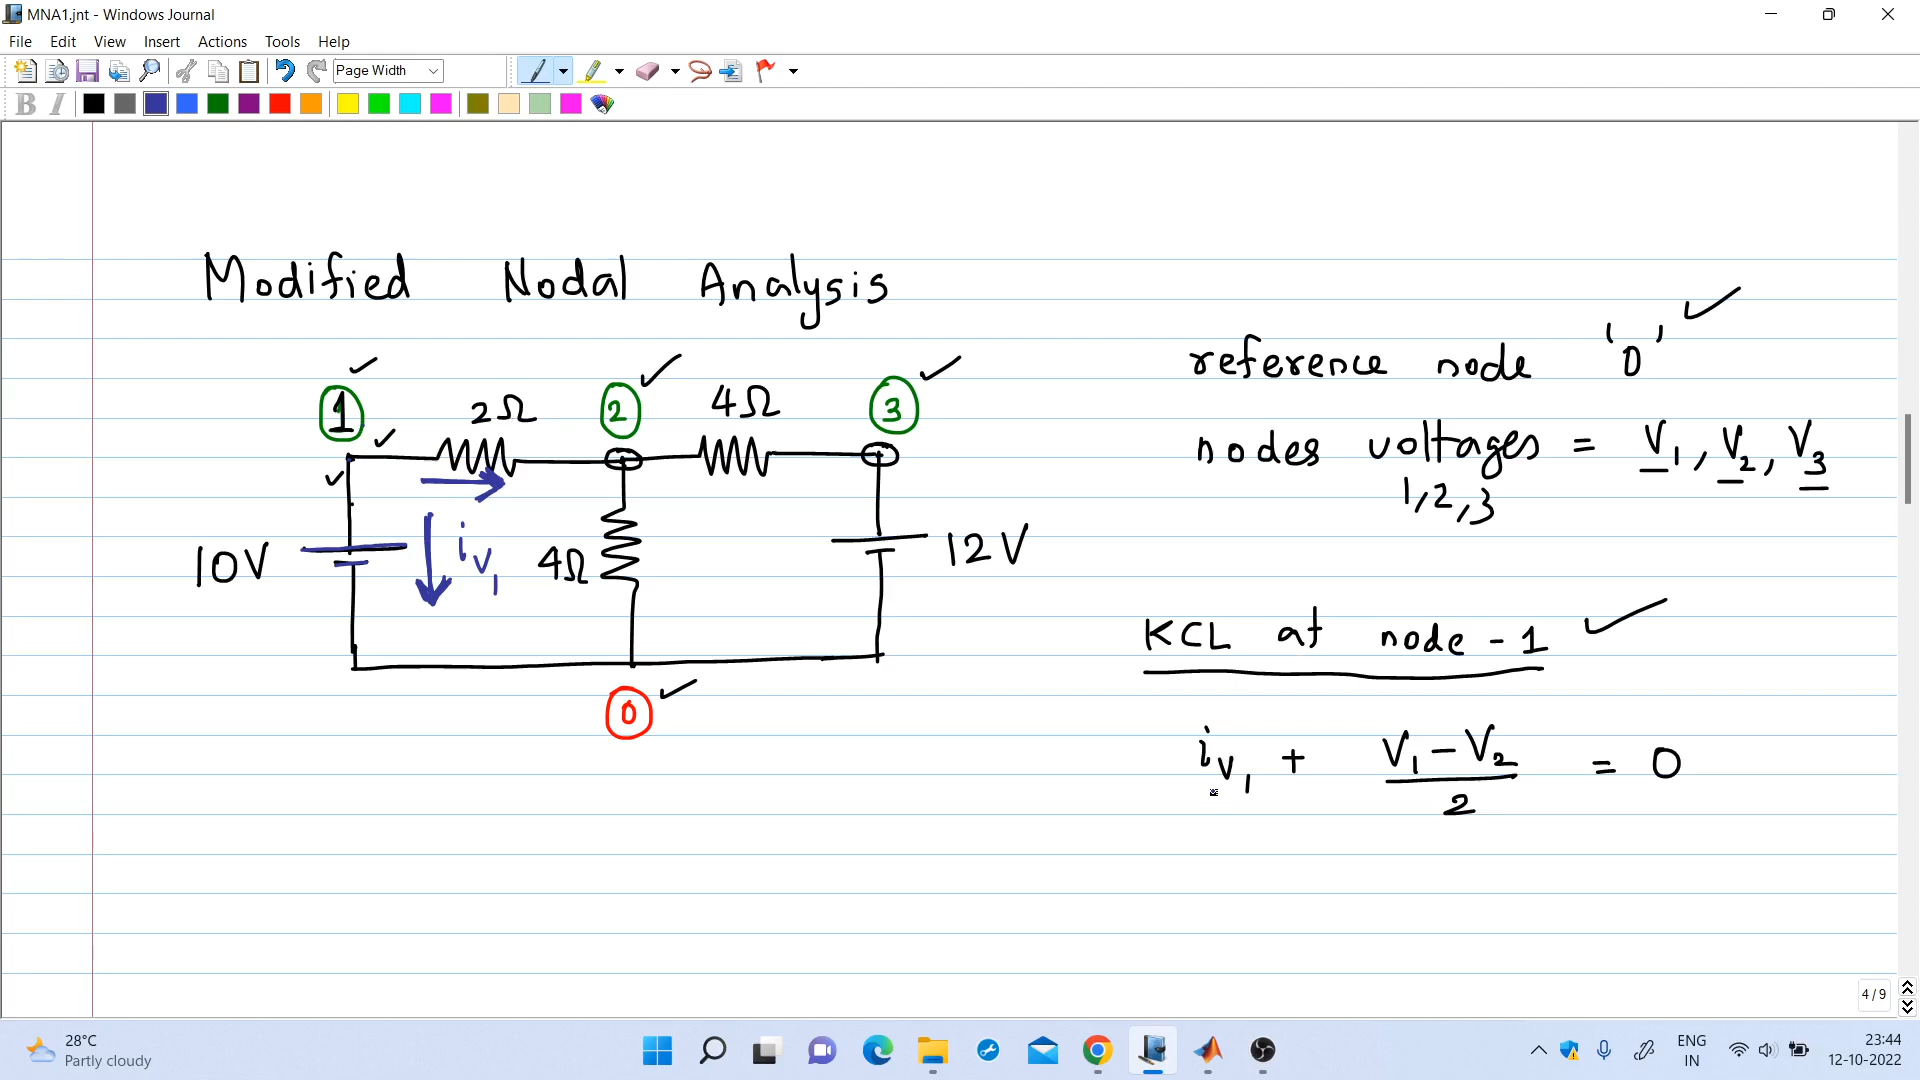 MNA1.jnt - Windows Journal
File Edit View Insert Actions Tools Help
Page Width
B I
Modified Nodal Analysis
reference node '0'
nodes voltages = V₁, V₂, V₃
1,2,3
1 2Ω 2 4Ω 3
10V i_V₁ 4Ω 12V
0
KCL at node - 1
i_V₁ + (V₁ - V₂)/2 = 0
4 / 9
28°C
Partly cloudy
ENG
IN
23:44
12-10-2022